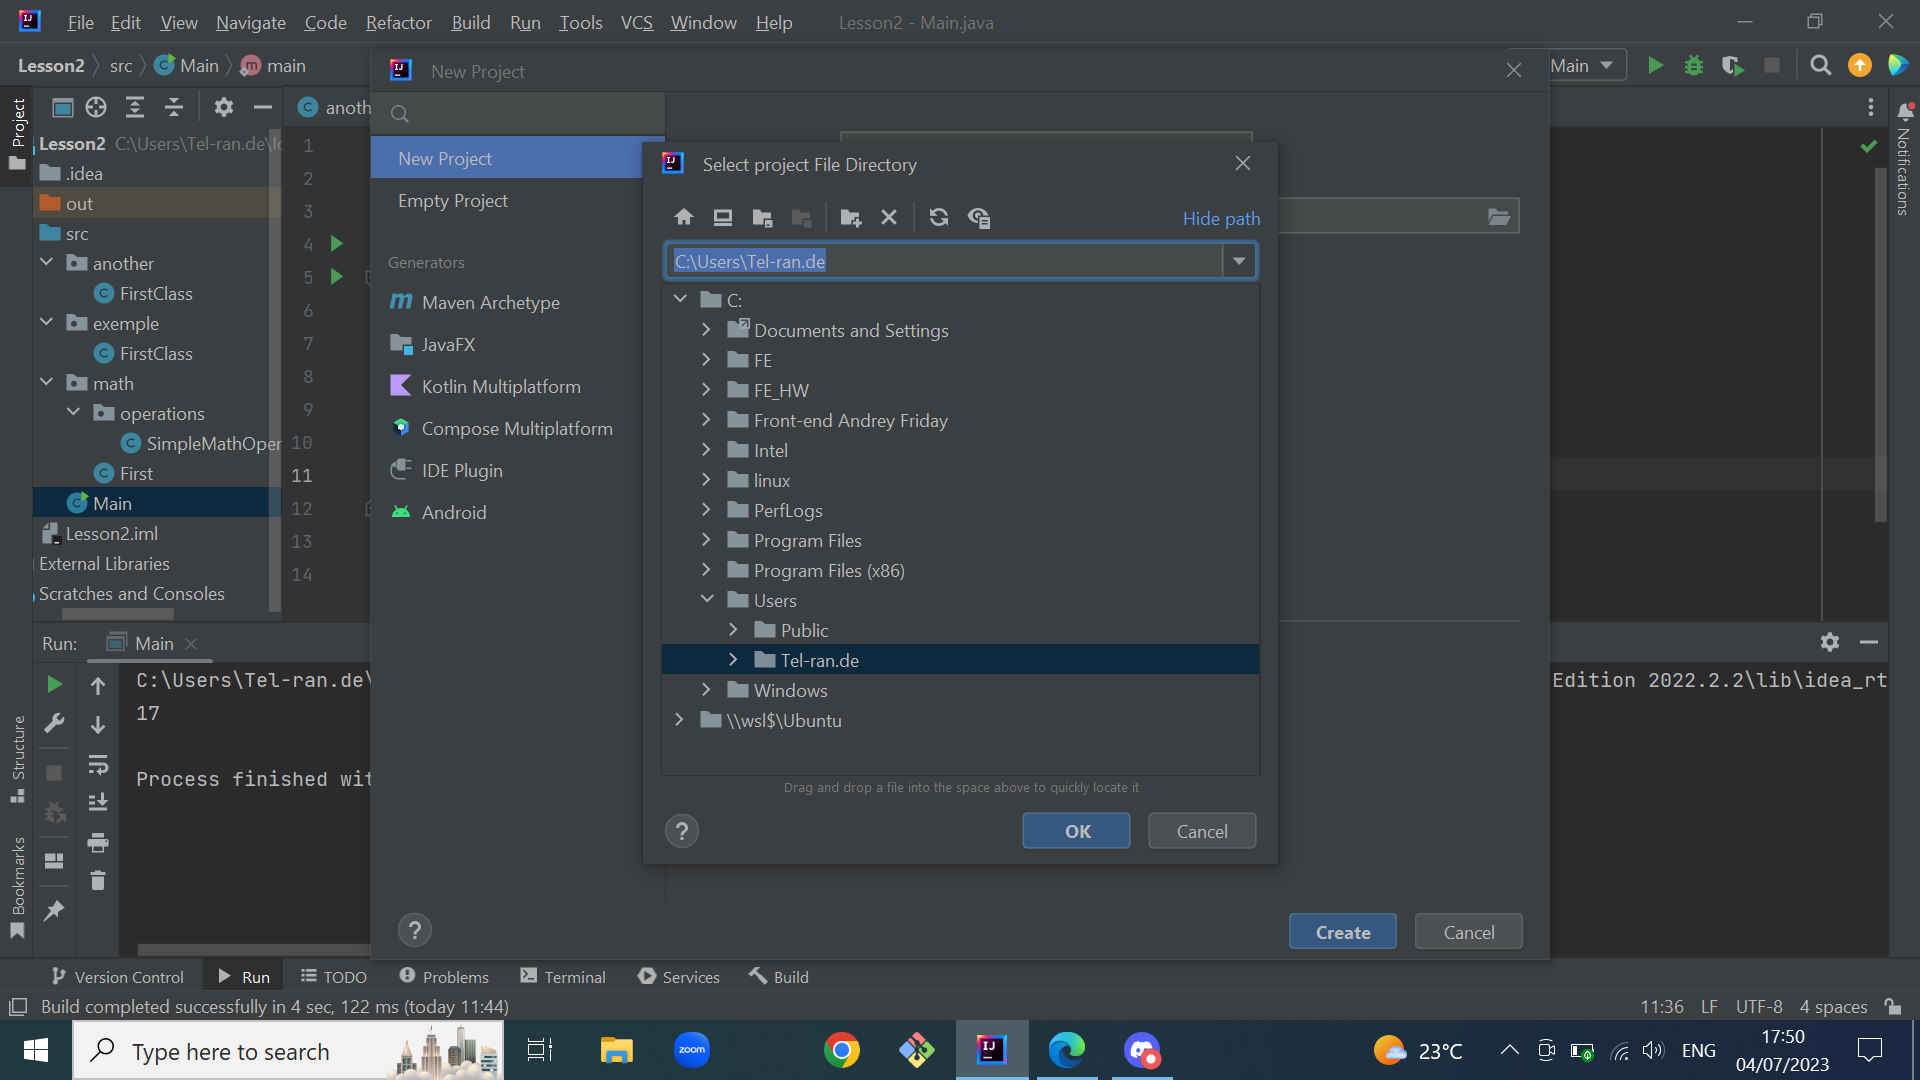 File Edit View Navigate Code Refactor Build Run Tools VCS Window Help Lesson2 - Main.java
Lesson2 src Main main
New Project
Main
Project
anoth
Lesson2 C:\Users\Tel-ran.de\
.idea
out
src
another
FirstClass
exemple
FirstClass
math
operations
SimpleMathOper
First
Main
Lesson2.iml
External Libraries
Scratches and Consoles
1
2
3
4
5
6
7
8
9
10
11
12
13
14
New Project
Empty Project
Generators
Maven Archetype
JavaFX
Kotlin Multiplatform
Compose Multiplatform
IDE Plugin
Android
Select project File Directory
Hide path
C:\Users\Tel-ran.de
C:
Documents and Settings
FE
FE_HW
Front-end Andrey Friday
Intel
linux
PerfLogs
Program Files
Program Files (x86)
Users
Public
Tel-ran.de
Windows
\\wsl$\Ubuntu
Drag and drop a file into the space above to quickly locate it
? OK Cancel
? Create Cancel
Notifications
Run: Main
C:\Users\Tel-ran.de\ Edition 2022.2.2\lib\idea_rt
17
Process finished wit
Structure
Bookmarks
Version Control Run TODO Problems Terminal Services Build
Build completed successfully in 4 sec, 122 ms (today 11:44) 11:36 LF UTF-8 4 spaces
Type here to search zoom 23°C ENG 17:50
04/07/2023